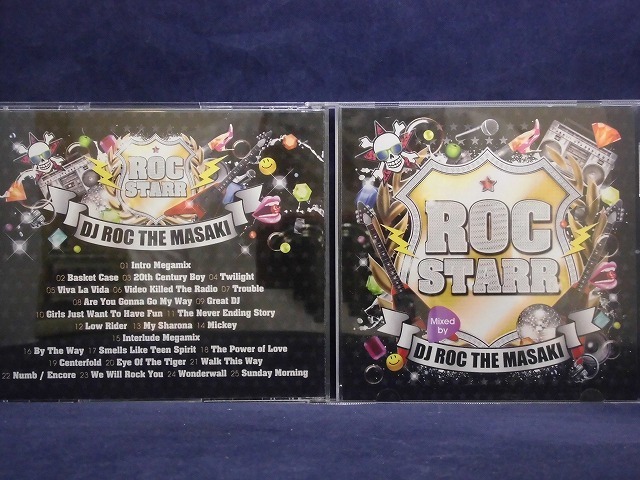 ROC
STARR
DJ ROC THE MASAKI
01 Intro Megamix
02 Basket Case 03 20th Century Boy 04 Twilight
05 Viva La Vida 06 Video Killed The Radio 07 Trouble
08 Are You Gonna Go My Way 09 Great DJ
10 Girls Just Want To Have Fun 11 The Never Ending Story
12 Low Rider 13 My Sharona 14 Mickey
15 Interlude Megamix
16 By The Way 17 Smells Like Teen Spirit 18 The Power of Love
19 Centerfold 20 Eye Of The Tiger 21 Walk This Way
22 Numb / Encore 23 We Will Rock You 24 Wonderwall 25 Sunday Morning
ROC
STARR
Mixed
by
DJ ROC THE MASAKI